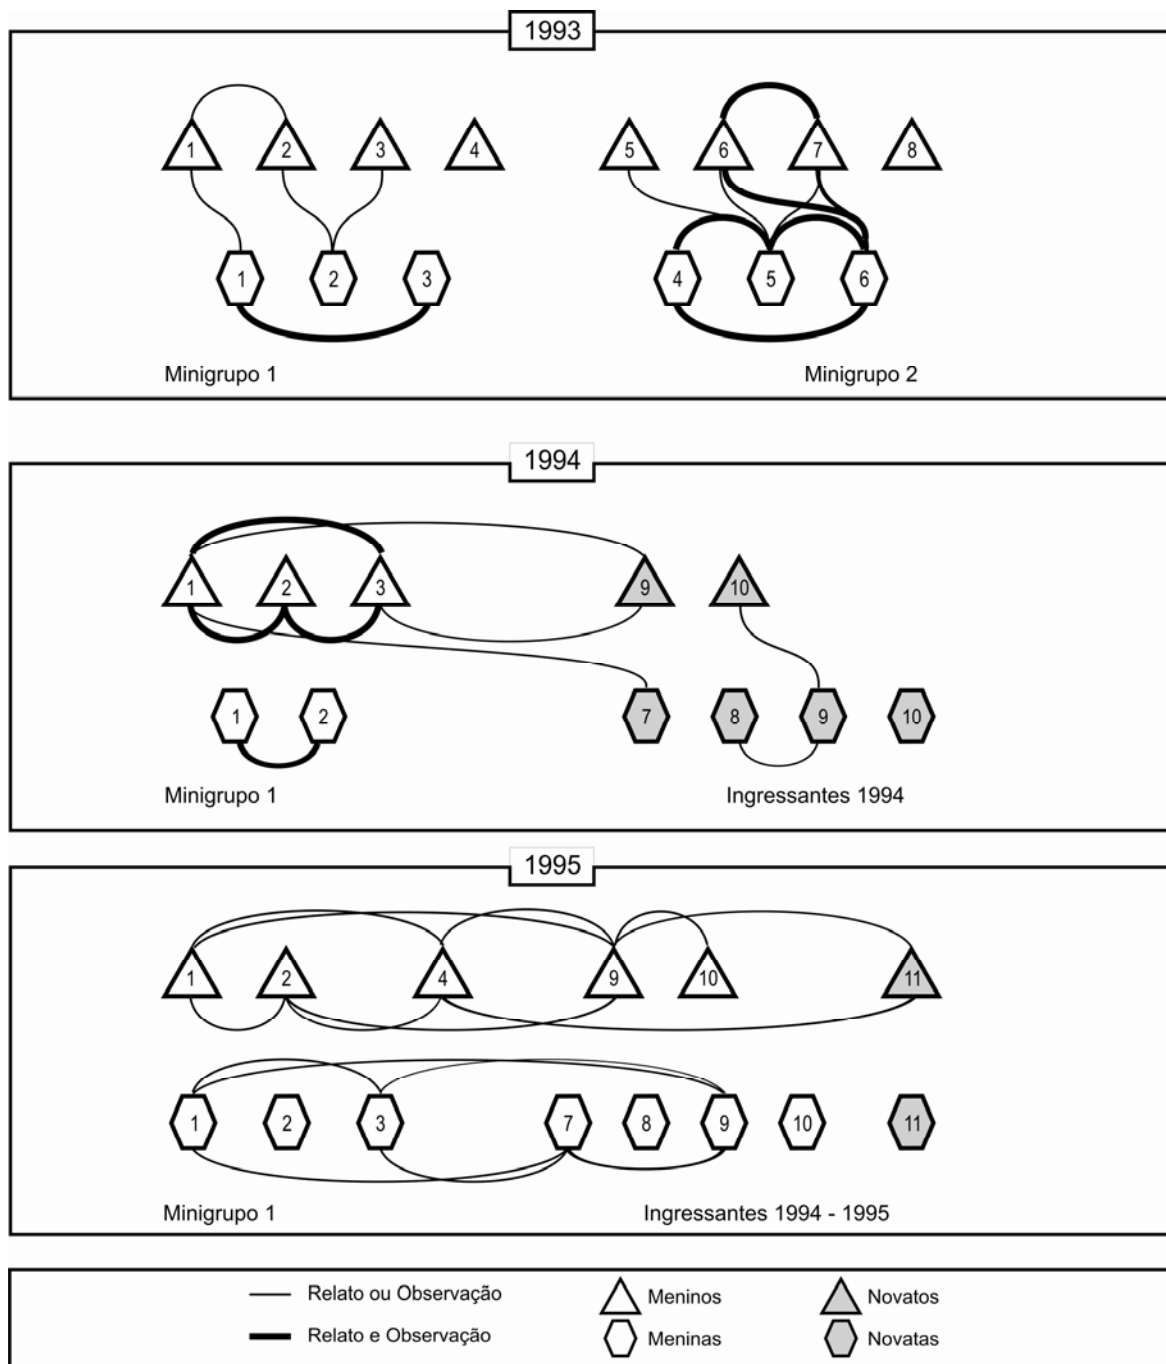 1993
1 2 3 4 5 6 7 8
1 2 3 4 5 6
Minigrupo 1 Minigrupo 2
1994
1 2 3 9 10
1 2 7 8 9 10
Minigrupo 1 Ingressantes 1994
1995
1 2 4 9 10 11
1 2 3 7 8 9 10 11
Minigrupo 1 Ingressantes 1994 - 1995
Relato ou Observação Meninos Novatos
Relato e Observação Meninas Novatas